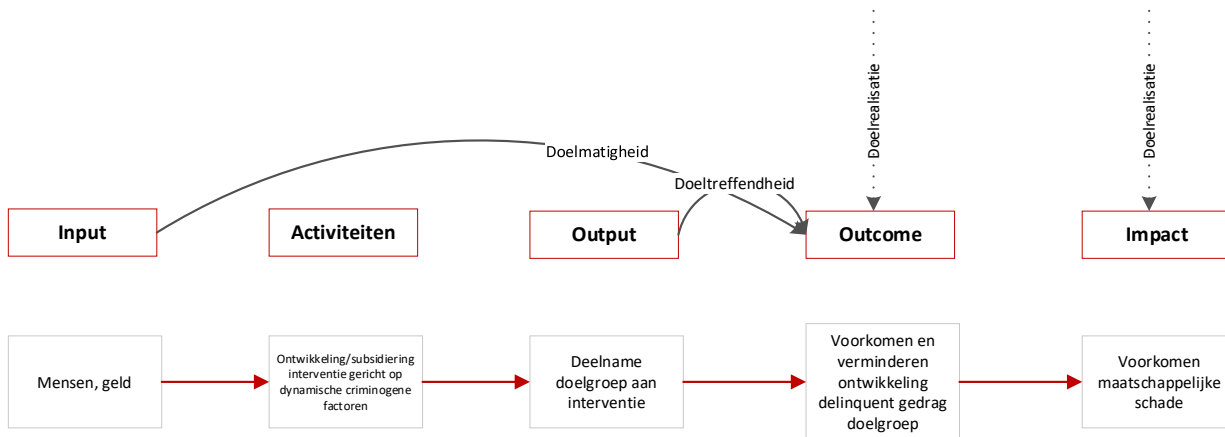 Doelrealisatie
Doelrealisatie
Doelmatigheid
Doeltreffendheid
Input
Activiteiten
Output
Outcome
Impact
Mensen, geld
Ontwikkeling/subsidiering
interventie gericht op
dynamische criminogene
factoren
Deelname
doelgroep aan
interventie
Voorkomen en
verminderen
ontwikkeling
delinquent gedrag
doelgroep
Voorkomen
maatschappelijke
schade